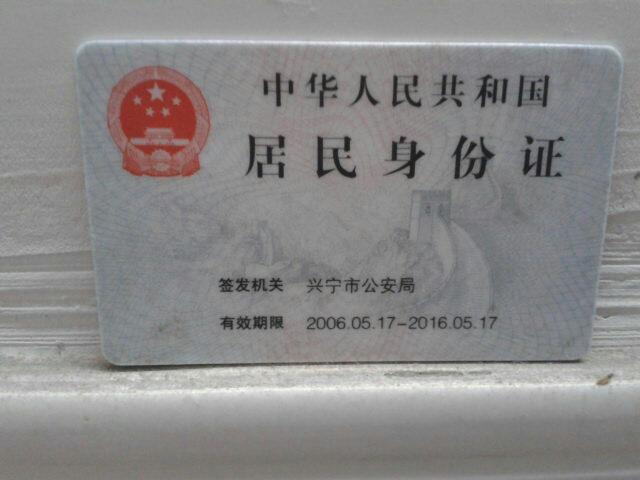 中华人民共和国
居民身份证
签发机关 兴宁市公安局
有效期限 2006.05.17-2016.05.17